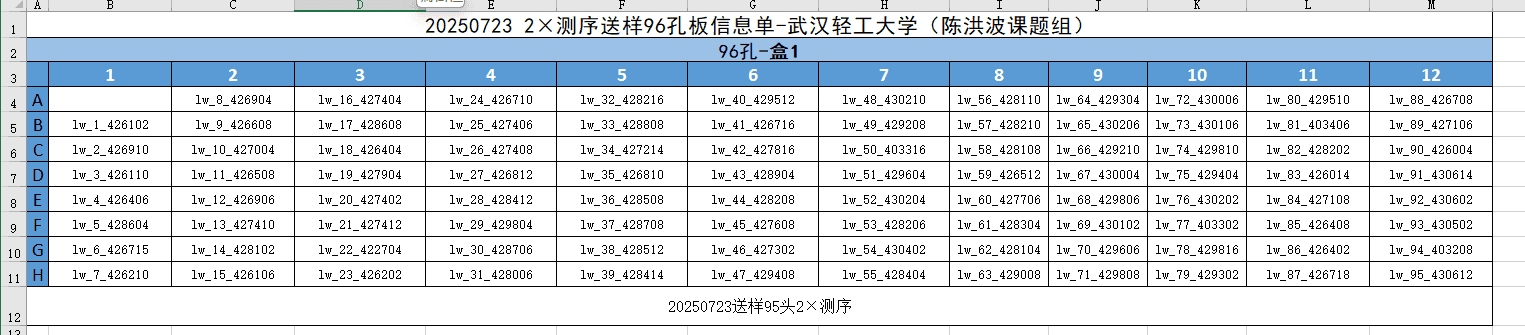 A B C D E F G H I J K L M
1 20250723 2×测序送样96孔板信息单-武汉轻工大学（陈洪波课题组）
2 96孔-盒1
3 1 2 3 4 5 6 7 8 9 10 11 12
4 A lw_8_426904 lw_16_427404 lw_24_426710 lw_32_428216 lw_40_429512 lw_48_430210 lw_56_428110 lw_64_429304 lw_72_430006 lw_80_429510 lw_88_426708
5 B lw_1_426102 lw_9_426608 lw_17_428608 lw_25_427406 lw_33_428808 lw_41_426716 lw_49_429208 lw_57_428210 lw_65_430206 lw_73_430106 lw_81_403406 lw_89_427106
6 C lw_2_426910 lw_10_427004 lw_18_426404 lw_26_427408 lw_34_427214 lw_42_427816 lw_50_403316 lw_58_428108 lw_66_429210 lw_74_429810 lw_82_428202 lw_90_426004
7 D lw_3_426110 lw_11_426508 lw_19_427904 lw_27_426812 lw_35_426810 lw_43_428904 lw_51_429604 lw_59_426512 lw_67_430004 lw_75_429404 lw_83_426014 lw_91_430614
8 E lw_4_426406 lw_12_426906 lw_20_427402 lw_28_428412 lw_36_428508 lw_44_428208 lw_52_430204 lw_60_427706 lw_68_429806 lw_76_430202 lw_84_427108 lw_92_430602
9 F lw_5_428604 lw_13_427410 lw_21_427412 lw_29_429804 lw_37_428708 lw_45_427608 lw_53_428206 lw_61_428304 lw_69_430102 lw_77_403302 lw_85_426408 lw_93_430502
10 G lw_6_426715 lw_14_428102 lw_22_422704 lw_30_428706 lw_38_428512 lw_46_427302 lw_54_430402 lw_62_428104 lw_70_429606 lw_78_429816 lw_86_426402 lw_94_403208
11 H lw_7_426210 lw_15_426106 lw_23_426202 lw_31_428006 lw_39_428414 lw_47_429408 lw_55_428404 lw_63_429008 lw_71_429808 lw_79_429302 lw_87_426718 lw_95_430612
12 20250723送样95头2×测序